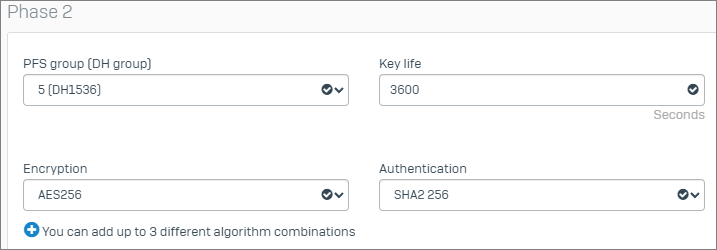 Phase 2
PFS group (DH group)
Key life
5 (DH1536)
3600
Seconds
Encryption
Authentication
AES256
SHA2 256
You can add up to 3 different algorithm combinations